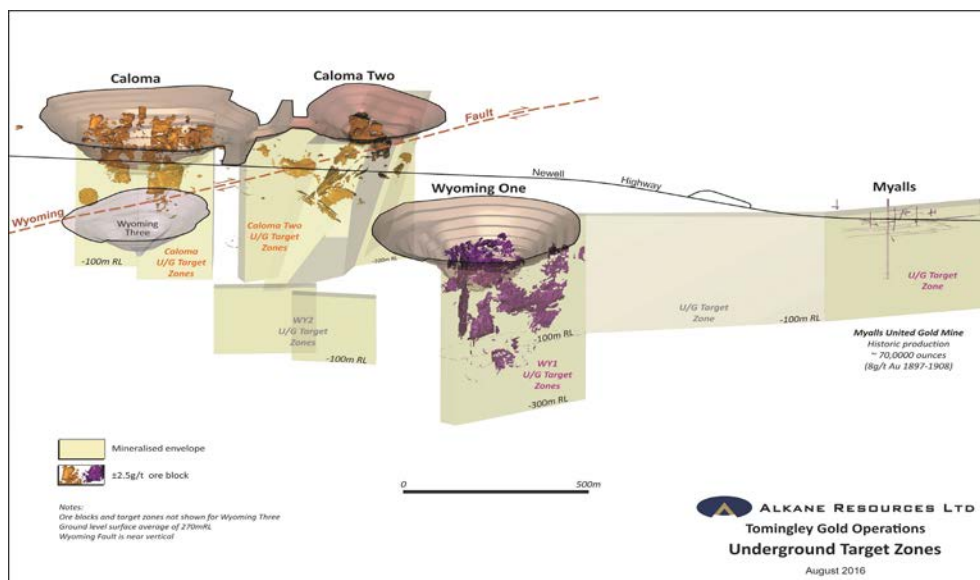 Caloma
Caloma Two
Fault
Newell
Highway
Wyoming One
Myalls
Wyoming
Wyoming
Three
-100m RL
Caloma
U/G Target
Zones
Caloma Two
U/G Target
Zones
-100m RL
WY2
U/G Target
Zones
-100m RL
-100m RL
WY1
U/G Target
Zones
-300m RL
U/G Target
Zone
-100m RL
U/G Target
Zone
Myalls United Gold Mine
Historic production
~ 70,0000 ounces
(8g/t Au 1897-1908)
Mineralised envelope
±2.5g/t ore block
0 500m
Notes:
Ore blocks and target zones not shown for Wyoming Three
Ground level surface average of 270mRL
Wyoming Fault is near vertical
ALKANE RESOURCES LTD
Tomingley Gold Operations
Underground Target Zones
August 2016